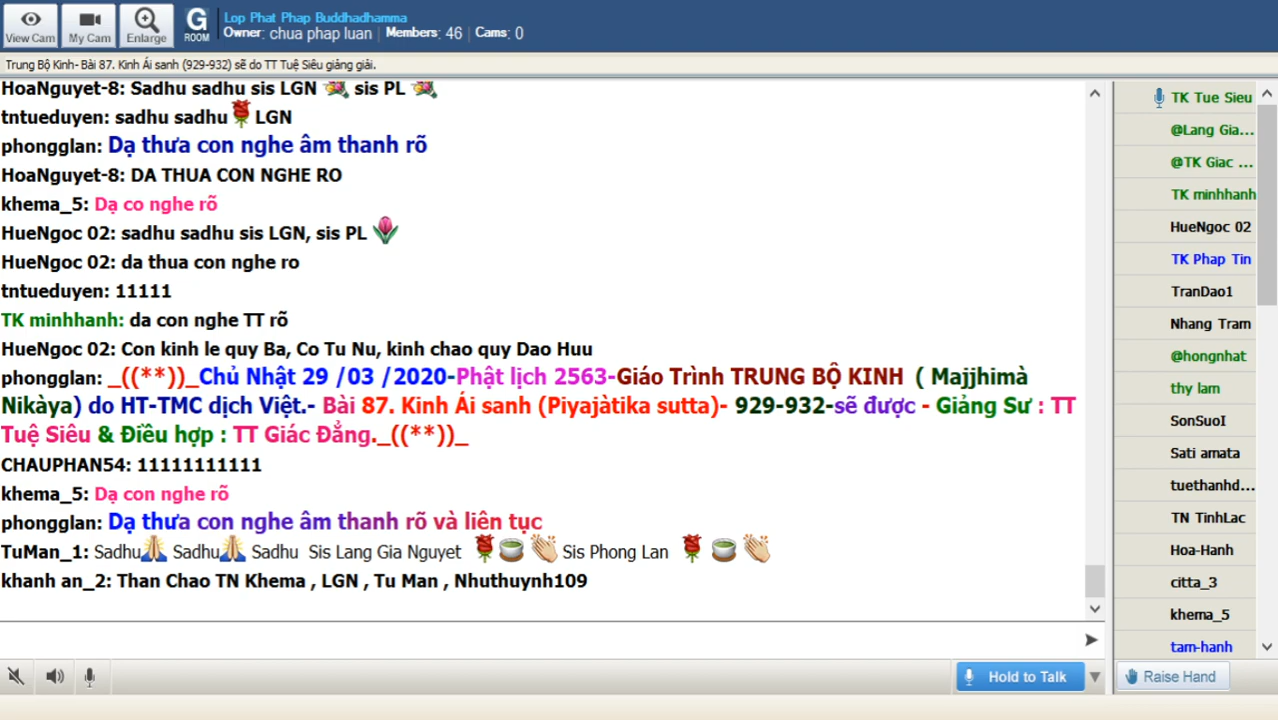 View Cam
My Cam
Enlarge
G
ROOM
Lop Phat Phap Buddhadhamma
Owner: chua phap luan | Members: 46 | Cams: 0
Trung Bộ Kinh- Bài 87. Kinh Ái sanh (929-932) sẽ do TT Tuệ Siêu giảng giải.
HoaNguyet-8: Sadhu sadhu sis LGN 💐 sis PL 💐
tntueduyen: sadhu sadhu🌹LGN
phongglan: Dạ thưa con nghe âm thanh rõ
HoaNguyet-8: DA THUA CON NGHE RO
khema_5: Dạ co nghe rõ
HueNgoc 02: sadhu sadhu sis LGN, sis PL 🌷
HueNgoc 02: da thua con nghe ro
tntueduyen: 11111
TK minhhanh: da con nghe TT rõ
HueNgoc 02: Con kinh le quy Ba, Co Tu Nu, kinh chao quy Dao Huu
phongglan: _((**))_Chủ Nhật 29 /03 /2020-Phật lịch 2563-Giáo Trình TRUNG BỘ KINH ( Majjhimà
Nikàya) do HT-TMC dịch Việt.- Bài 87. Kinh Ái sanh (Piyajàtika sutta)- 929-932-sẽ được - Giảng Sư : TT
Tuệ Siêu & Điều hợp : TT Giác Đẳng._((**))_
CHAUPHAN54: 11111111111
khema_5: Dạ con nghe rõ
phongglan: Dạ thưa con nghe âm thanh rõ và liên tục
TuMan_1: Sadhu🙏 Sadhu🙏 Sadhu Sis Lang Gia Nguyet 🌹🍵👏 Sis Phong Lan 🌹 🍵 👏
khanh an_2: Than Chao TN Khema , LGN , Tu Man , Nhuthuynh109
TK Tue Sieu
@Lang Gia...
@TK Giac ...
TK minhhanh
HueNgoc 02
TK Phap Tin
TranDao1
Nhang Tram
@hongnhat
thy lam
SonSuoI
Sati amata
tuethanhd...
TN TinhLac
Hoa-Hanh
citta_3
khema_5
tam-hanh
Hold to Talk
Raise Hand